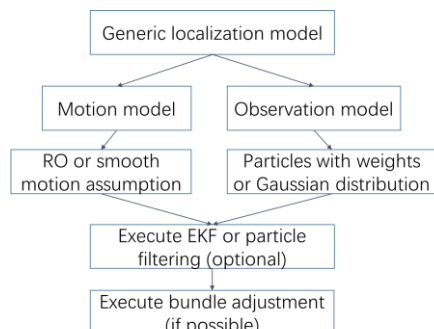 Generic localization model
Motion model
Observation model
RO or smooth
motion assumption
Particles with weights
or Gaussian distribution
Execute EKF or particle
filtering (optional)
Execute bundle adjustment
(if possible)